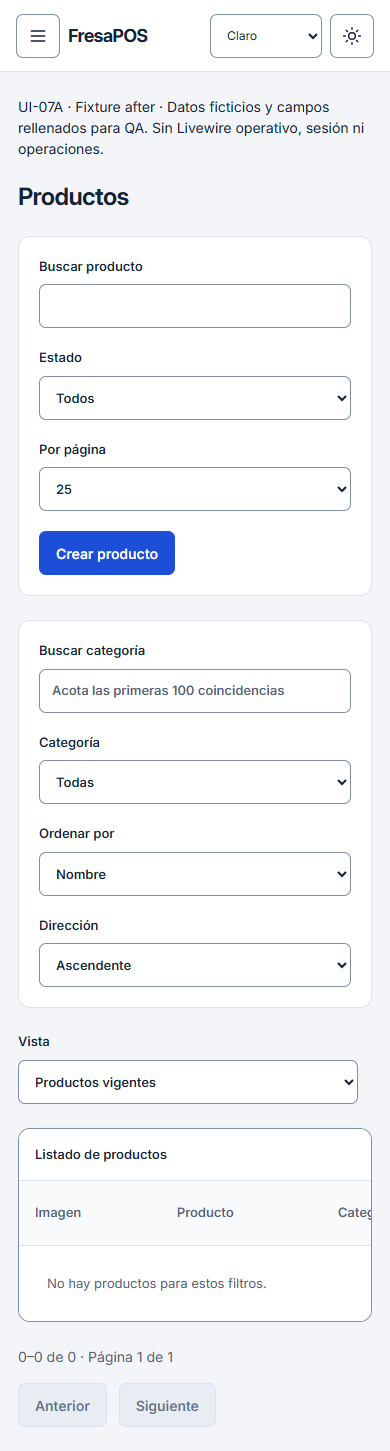 FresaPOS
Claro
UI-07A · Fixture after · Datos ficticios y campos
rellenados para QA. Sin Livewire operativo, sesión ni
operaciones.
Productos
Buscar producto
Estado
Todos
Por página
25
Crear producto
Buscar categoría
Acota las primeras 100 coincidencias
Categoría
Todas
Ordenar por
Nombre
Dirección
Ascendente
Vista
Productos vigentes
Listado de productos
Imagen Producto Categ
No hay productos para estos filtros.
0–0 de 0 · Página 1 de 1
Anterior Siguiente